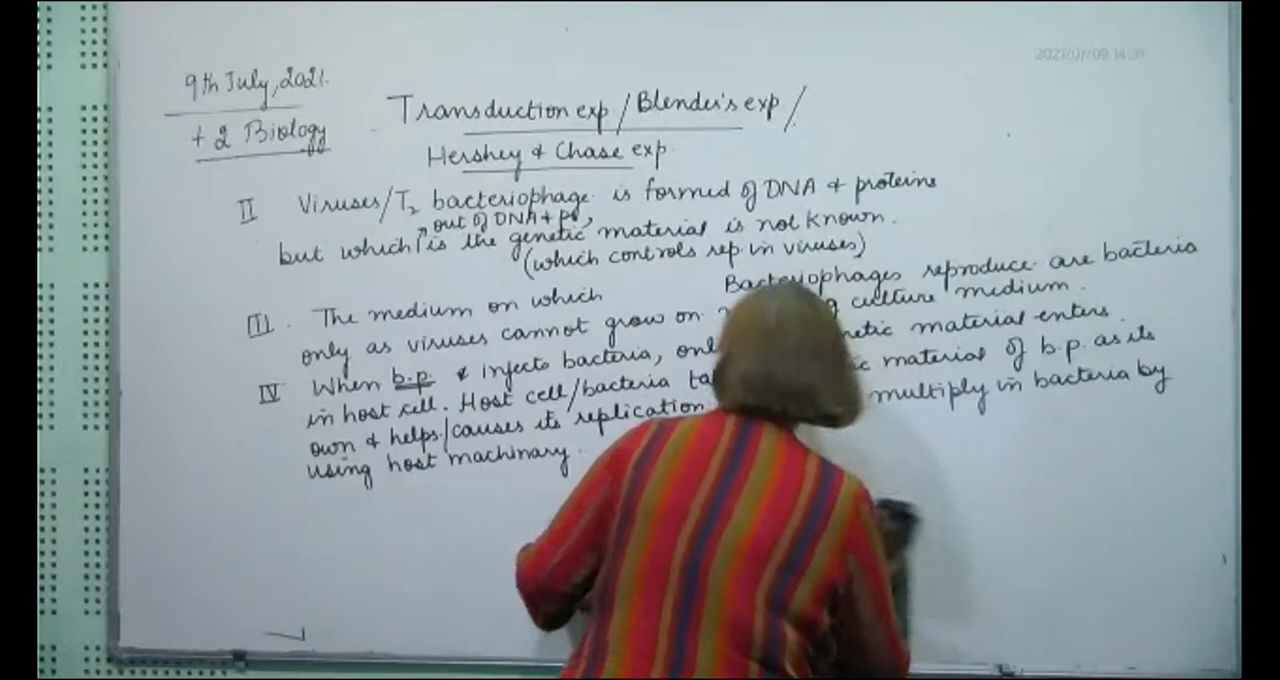 2021/07/09 14:31
9th July, 2021.
+2 Biology
Transduction exp / Blender's exp /
Hershey & Chase exp.
II Viruses/T2 bacteriophage is formed of DNA & proteins
out of DNA +
but which is the genetic material is not known.
(which controls rep in viruses)
III. The medium on which Bacteriophages reproduce are bacteria
only as viruses cannot grow on culture medium.
IV When b.p. & infects bacteria, only material enters
in host cell. Host cell/bacteria material of b.p. as its
own & helps/causes its replication multiply in bacteria by
using host machinary.